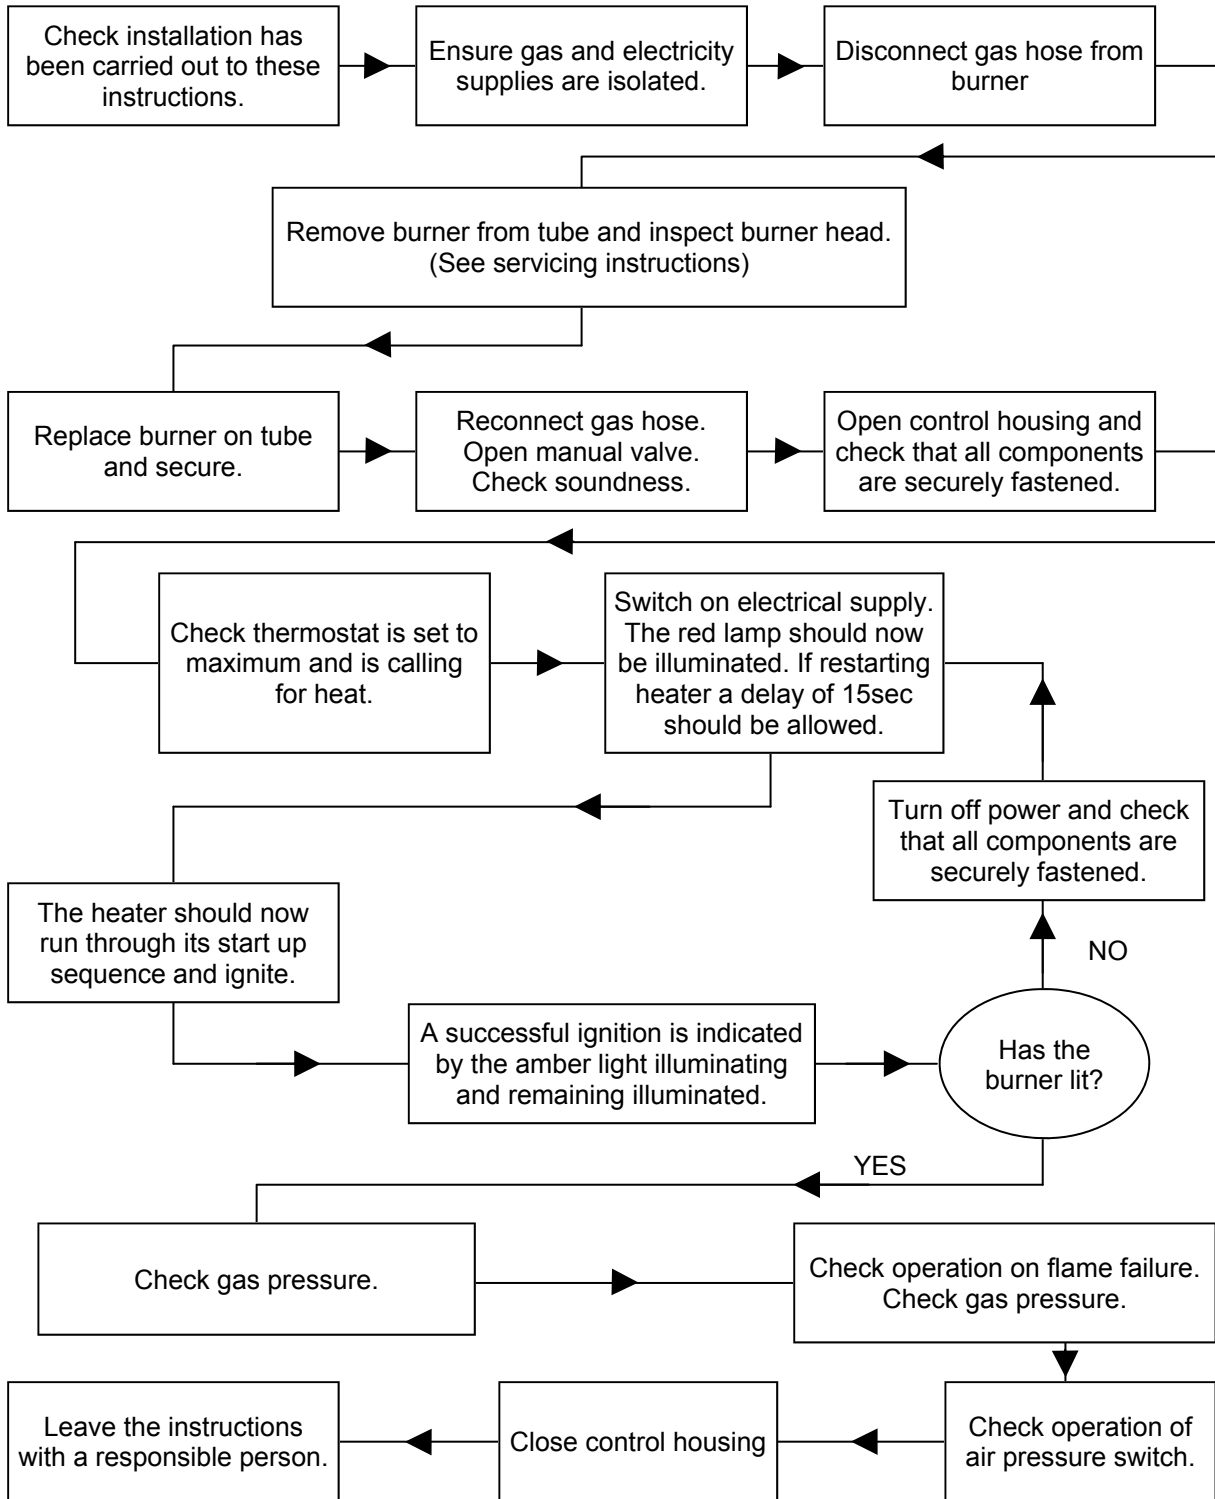 Check installation has
been carried out to these
instructions.
Ensure gas and electricity
supplies are isolated.
Disconnect gas hose from
burner
Remove burner from tube and inspect burner head.
(See servicing instructions)
Replace burner on tube
and secure.
Reconnect gas hose.
Open manual valve.
Check soundness.
Open control housing and
check that all components
are securely fastened.
Check thermostat is set to
maximum and is calling
for heat.
Switch on electrical supply.
The red lamp should now
be illuminated. If restarting
heater a delay of 15sec
should be allowed.
Turn off power and check
that all components are
securely fastened.
The heater should now
run through its start up
sequence and ignite.
NO
A successful ignition is indicated
by the amber light illuminating
and remaining illuminated.
Has the
burner lit?
YES
Check gas pressure.
Check operation on flame failure.
Check gas pressure.
Leave the instructions
with a responsible person.
Close control housing
Check operation of
air pressure switch.